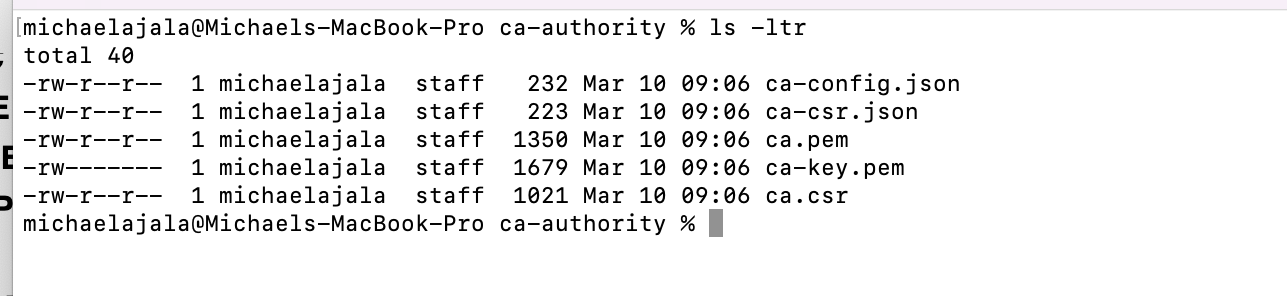 [michaelajala@Michaels-MacBook-Pro ca-authority % ls -ltr
total 40
-rw-r--r--  1 michaelajala  staff   232 Mar 10 09:06 ca-config.json
-rw-r--r--  1 michaelajala  staff   223 Mar 10 09:06 ca-csr.json
-rw-r--r--  1 michaelajala  staff  1350 Mar 10 09:06 ca.pem
-rw-------  1 michaelajala  staff  1679 Mar 10 09:06 ca-key.pem
-rw-r--r--  1 michaelajala  staff  1021 Mar 10 09:06 ca.csr
michaelajala@Michaels-MacBook-Pro ca-authority %